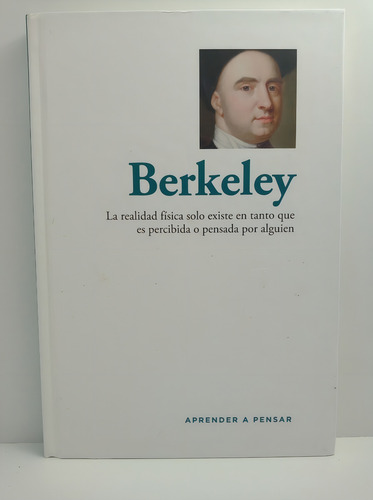 Berkeley
La realidad física solo existe en tanto que
es percibida o pensada por alguien
APRENDER A PENSAR